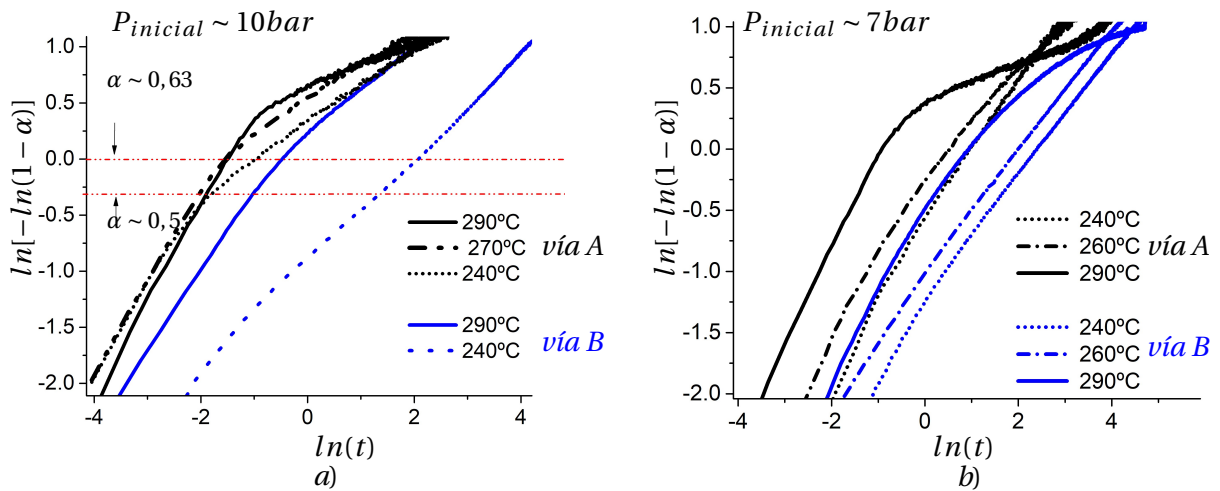 P_inicial ~ 10bar
ln[-ln(1 - α)]
1.0
0.5
0.0
-0.5
-1.0
-1.5
-2.0
α ~ 0,63
α ~ 0,5
290ºC
270ºC
240ºC
vía A
290ºC
240ºC
vía B
-4
-2
0
2
4
ln(t)
a)
P_inicial ~ 7bar
ln[-ln(1 - α)]
1.0
0.5
0.0
-0.5
-1.0
-1.5
-2.0
240ºC
260ºC
290ºC
vía A
240ºC
260ºC
290ºC
vía B
-4
-2
0
2
4
ln(t)
b)